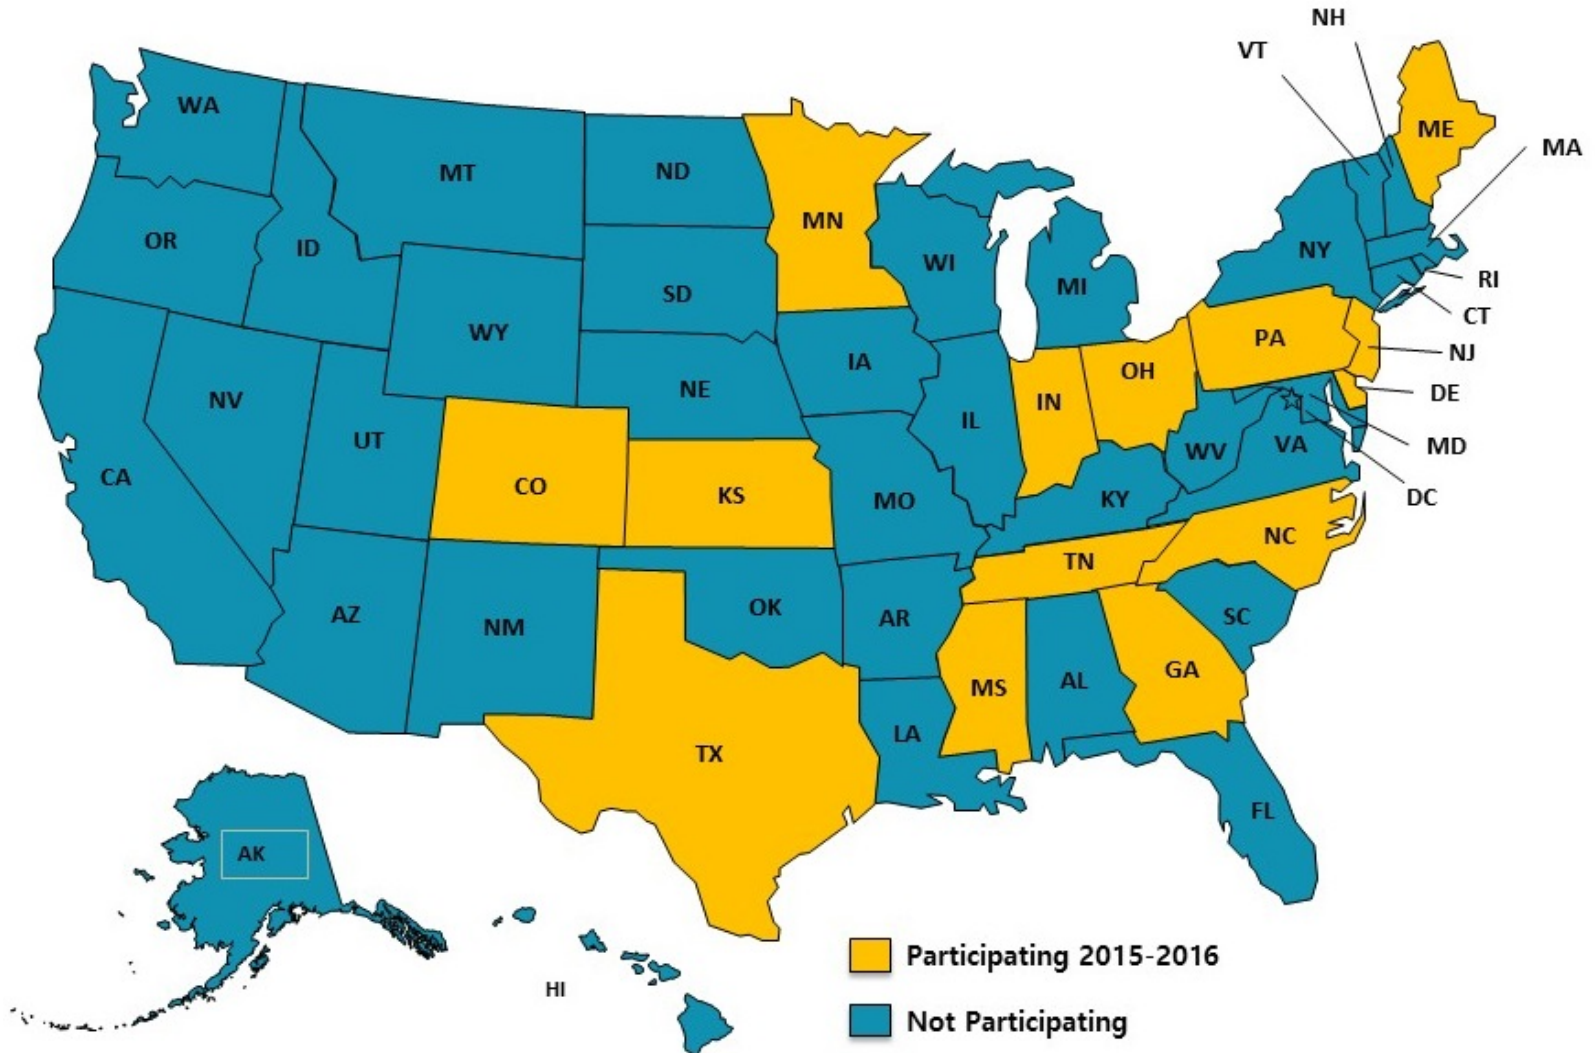 NH
VT
WA
ME
MA
MT
ND
MN
OR
ID
NY
WI
RI
MI
SD
CT
WY
PA
NJ
IA
OH
NE
DE
NV
IN
IL
UT
VA
MD
WV
CA
CO
KS
MO
KY
DC
NC
TN
OK
AZ
AR
SC
NM
GA
AL
MS
LA
TX
FL
AK
Participating 2015-2016
HI
Not Participating